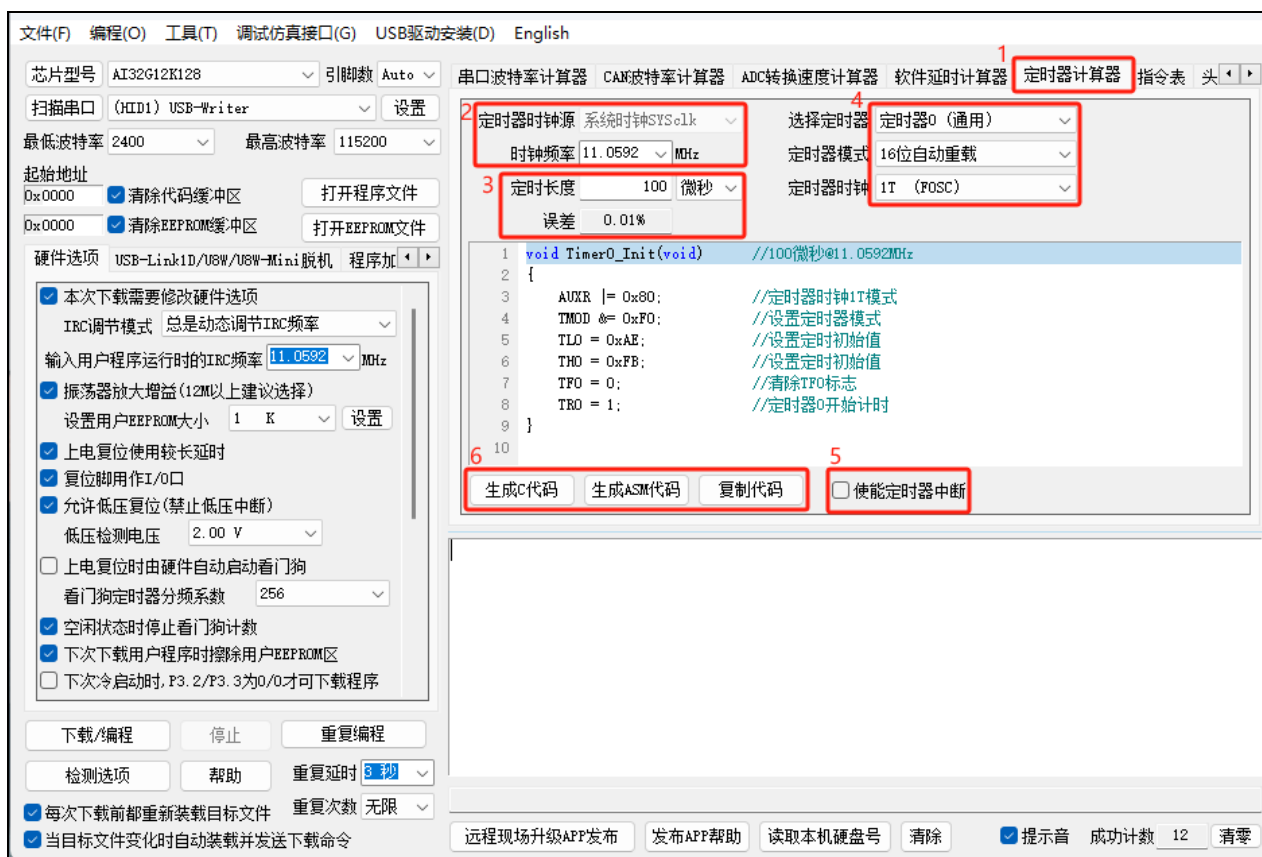 文件(F) 编程(O) 工具(T) 调试仿真接口(G) USB驱动安装(D) English
芯片型号 AI32G12K128 引脚数 Auto
扫描串口 (HID1) USB-Writer 设置
最低波特率 2400 最高波特率 115200
起始地址
0x0000 清除代码缓冲区 打开程序文件
0x0000 清除EEPROM缓冲区 打开EEPROM文件
硬件选项 USB-Link1D/U8W/U8W-Mini脱机 程序加
本次下载需要修改硬件选项
IRC调节模式 总是动态调节IRC频率
输入用户程序运行时的IRC频率 11.0592 MHz
振荡器放大增益(12M以上建议选择)
设置用户EEPROM大小 1 K 设置
上电复位使用较长延时
复位脚用作I/O口
允许低压复位(禁止低压中断)
低压检测电压 2.00 V
上电复位时由硬件自动启动看门狗
看门狗定时器分频系数 256
空闲状态时停止看门狗计数
下次下载用户程序时擦除用户EEPROM区
下次冷启动时,P3.2/P3.3为0/0才可下载程序
下载/编程 停止 重复编程
检测选项 帮助 重复延时 3 秒
每次下载前都重新装载目标文件 重复次数 无限
当目标文件变化时自动装载并发送下载命令
1
串口波特率计算器 CAN波特率计算器 ADC转换速度计算器 软件延时计算器 定时器计算器 指令表 头
2 定时器时钟源 系统时钟SYSclk 4 选择定时器 定时器0 (通用)
时钟频率 11.0592 MHz 定时器模式 16位自动重载
3 定时长度 100 微秒 定时器时钟 1T (FOSC)
误差 0.01%
1 void Timer0_Init(void) //100微秒@11.0592MHz
2 {
3 AUXR |= 0x80; //定时器时钟1T模式
4 TMOD &= 0xF0; //设置定时器模式
5 TL0 = 0xAE; //设置定时初始值
6 TH0 = 0xFB; //设置定时初始值
7 TF0 = 0; //清除TF0标志
8 TR0 = 1; //定时器0开始计时
9 }
10
6 5
生成C代码 生成ASM代码 复制代码 使能定时器中断
远程现场升级APP发布 发布APP帮助 读取本机硬盘号 清除 提示音 成功计数 12 清零